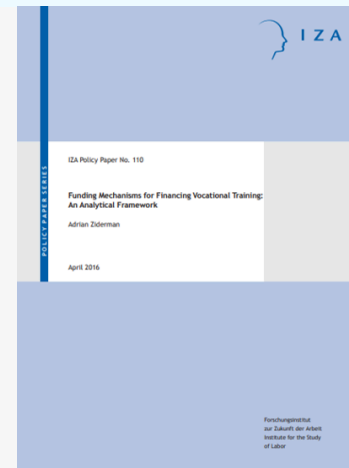 IZA
POLICY PAPER SERIES
IZA Policy Paper No. 110
Funding Mechanisms for Financing Vocational Training:
An Analytical Framework
Adrian Ziderman
April 2016
Forschungsinstitut
zur Zukunft der Arbeit
Institute for the Study
of Labor